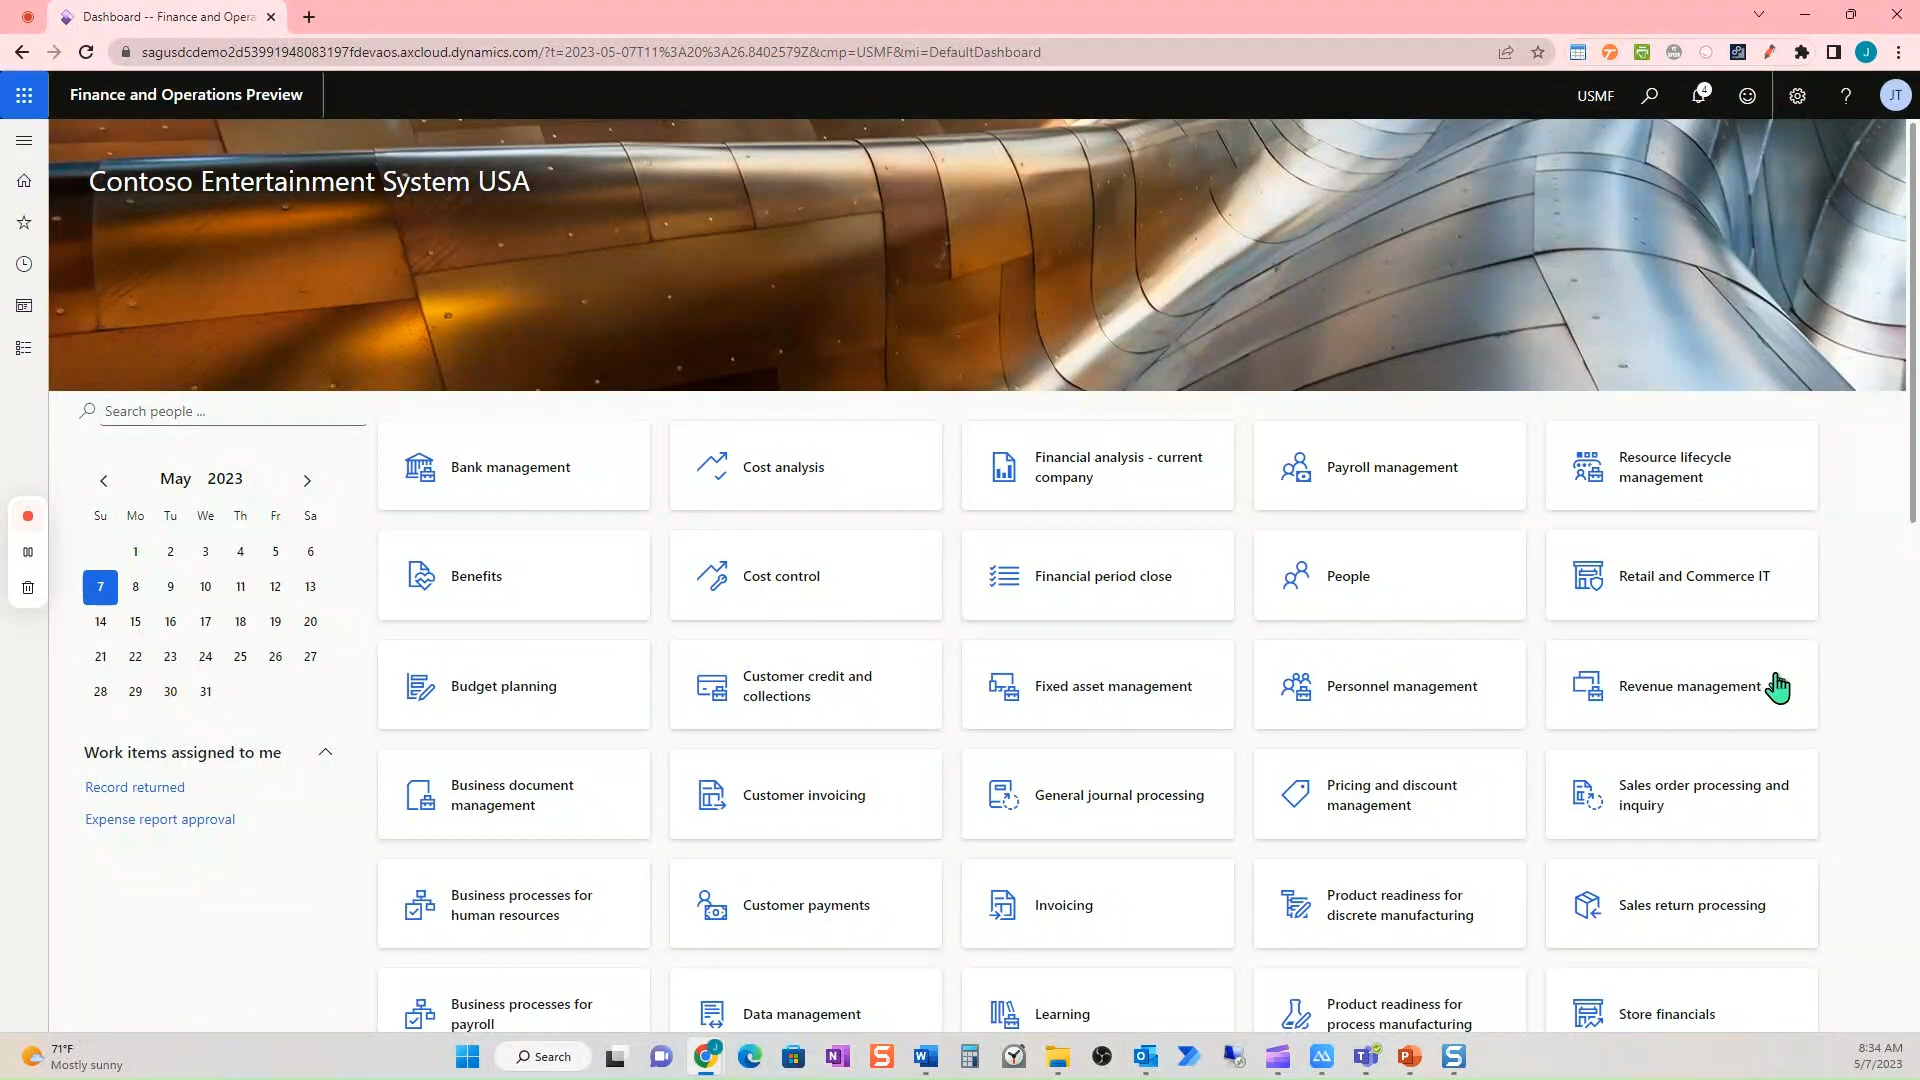 Dashboard -- Finance and Opera
sagusdcdemo2d53991948083197fdevaos.axcloud.dynamics.com/?t=2023-05-07T11%3A20%3A26.8402579Z&cmp=USMF&mi=DefaultDashboard
J
Finance and Operations Preview
USMF
4
JT
Contoso Entertainment System USA
Search people ...
May 2023
Su Mo Tu We Th Fr Sa
1 2 3 4 5 6
7 8 9 10 11 12 13
14 15 16 17 18 19 20
21 22 23 24 25 26 27
28 29 30 31
Work items assigned to me
Record returned
Expense report approval
Bank management
Cost analysis
Financial analysis - current
company
Payroll management
Resource lifecycle
management
Benefits
Cost control
Financial period close
People
Retail and Commerce IT
Budget planning
Customer credit and
collections
Fixed asset management
Personnel management
Revenue management
Business document
management
Customer invoicing
General journal processing
Pricing and discount
management
Sales order processing and
inquiry
Business processes for
human resources
Customer payments
Invoicing
Product readiness for
discrete manufacturing
Sales return processing
Business processes for
payroll
Data management
Learning
Product readiness for
process manufacturing
Store financials
71°F
Mostly sunny
Search
8:34 AM
5/7/2023